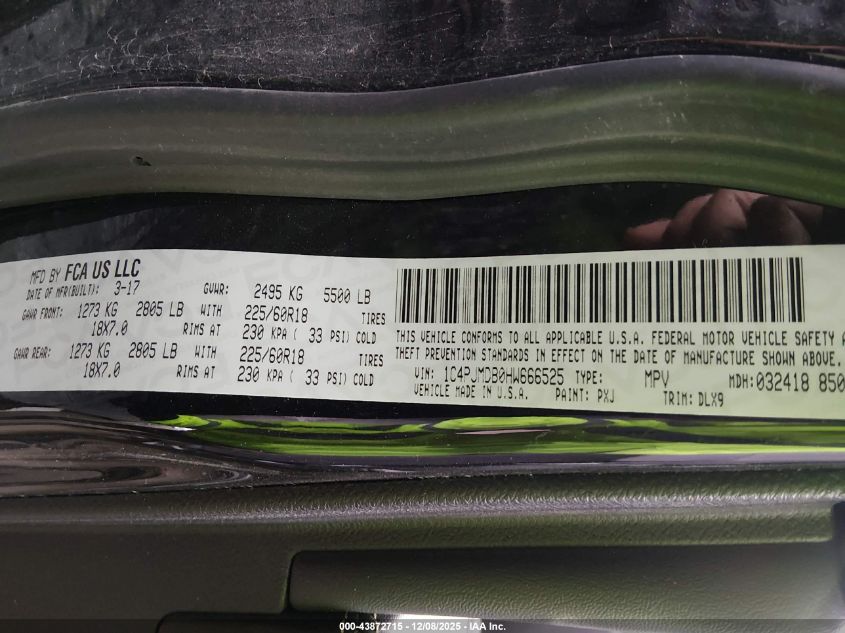 MFD BY FCA US LLC
DATE OF MFR(BUILT): 3-17 GVWR: 2495 KG 5500 LB
GAWR FRONT: 1273 KG 2805 LB WITH 225/60R18 TIRES
18X7.0 RIMS AT 230 KPA ( 33 PSI) COLD
GAWR REAR: 1273 KG 2805 LB WITH 225/60R18 TIRES
18X7.0 RIMS AT 230 KPA ( 33 PSI) COLD
THIS VEHICLE CONFORMS TO ALL APPLICABLE U.S.A. FEDERAL MOTOR VEHICLE SAFETY A
THEFT PREVENTION STANDARDS IN EFFECT ON THE DATE OF MANUFACTURE SHOWN ABOVE.
VIN: 1C4PJMDB0HW666525 TYPE: MPV MDH: 032418 850
VEHICLE MADE IN U.S.A. PAINT: PXJ TRIM: DLX9
000-43872715 - 12/08/2025 - IAA Inc.